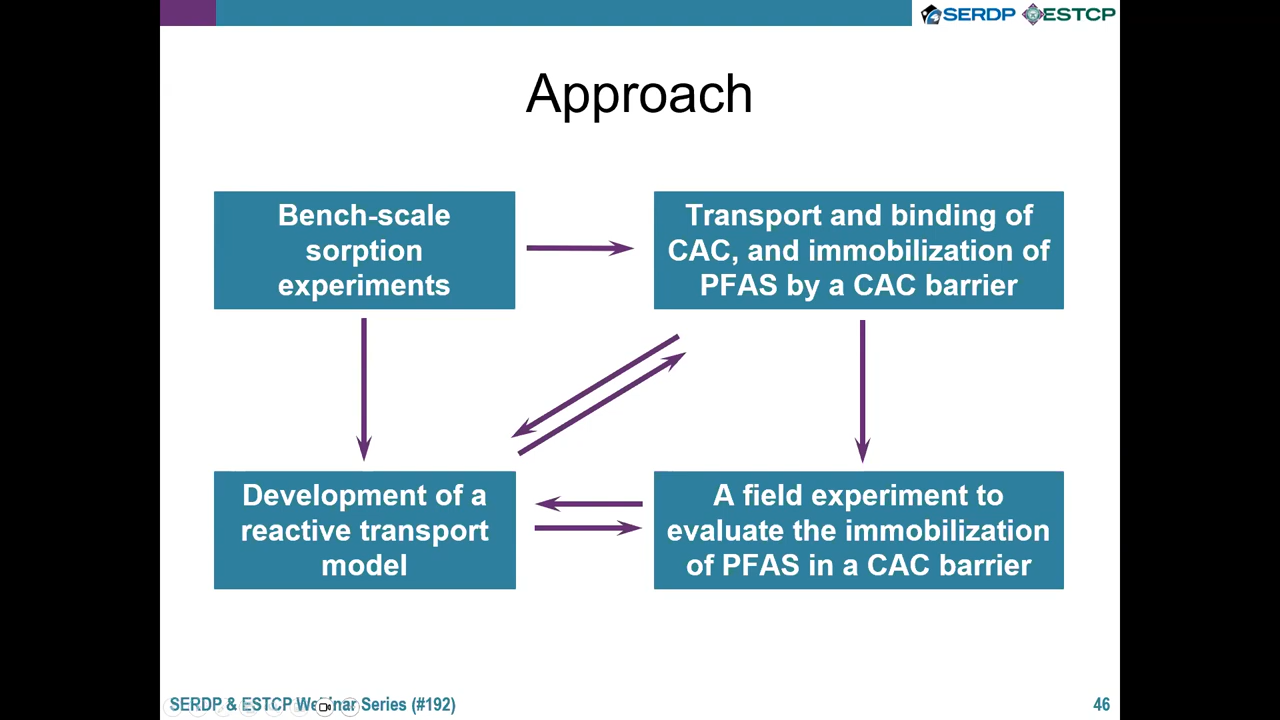 SERDP ESTCP
Approach
Bench-scale
sorption
experiments
Transport and binding of
CAC, and immobilization of
PFAS by a CAC barrier
Development of a
reactive transport
model
A field experiment to
evaluate the immobilization
of PFAS in a CAC barrier
SERDP & ESTCP Webinar Series (#192)
46